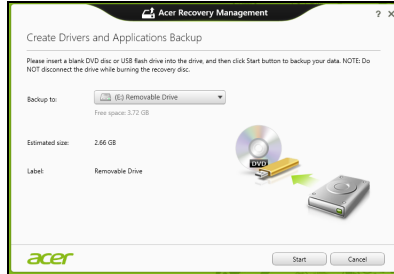 Acer Recovery Management
? X
Create Drivers and Applications Backup
Please insert a blank DVD disc or USB flash drive into the drive, and then click Start button to backup your data. NOTE: Do
NOT disconnect the drive while burning the recovery disc.
Backup to:
(E:) Removable Drive
Free space: 3.72 GB
Estimated size:
2.66 GB
Label:
Removable Drive
DVD
acer
Start
Cancel